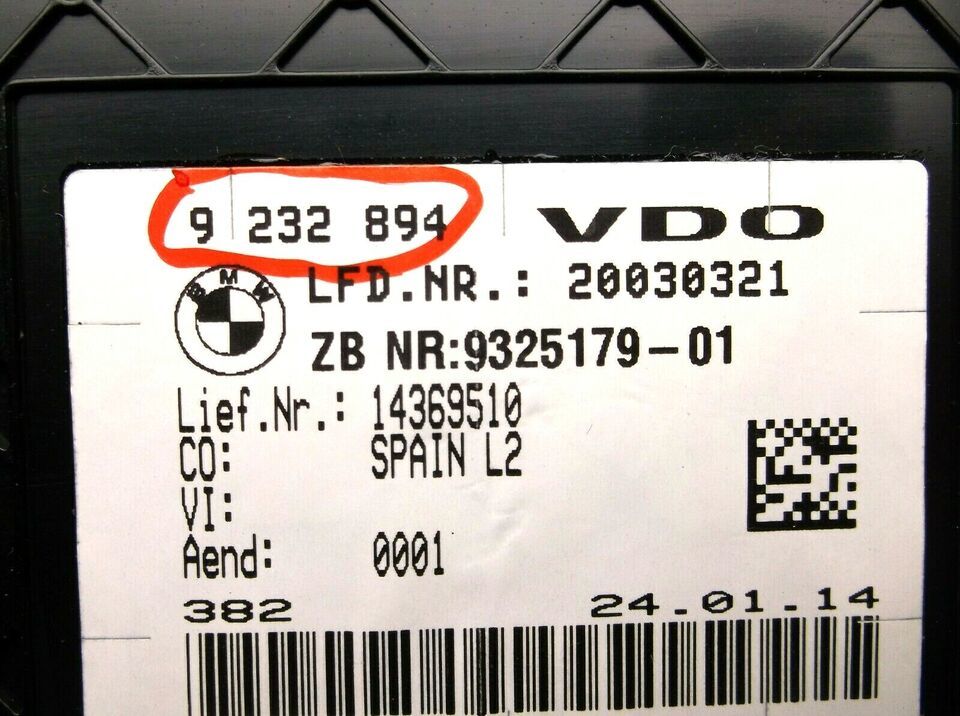 9 232 894 VDO
BMW
LFD.NR.: 20030321
ZB NR:9325179-01
Lief.Nr.: 14369510
CO: SPAIN L2
VI:
Aend: 0001
382 24.01.14